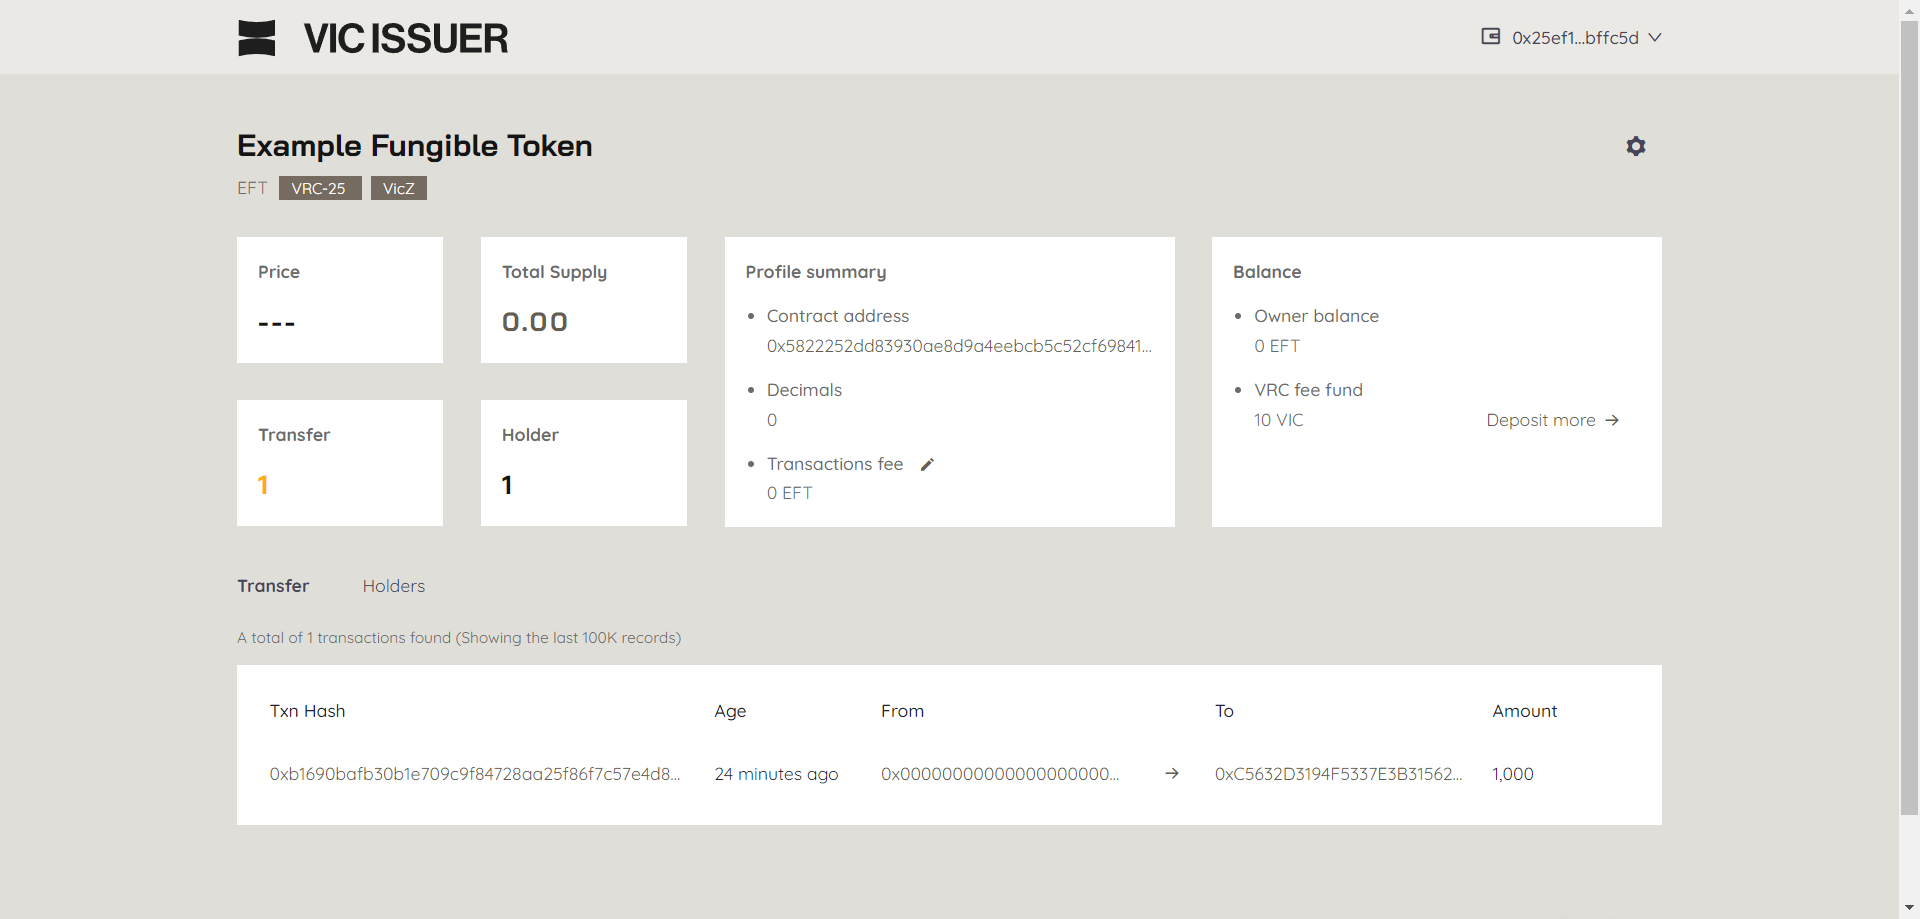 VIC ISSUER
0x25ef1...bffc5d
Example Fungible Token
EFT VRC-25 VicZ
Price
---
Total Supply
0.00
Transfer
1
Holder
1
Profile summary
Contract address
0x5822252dd83930ae8d9a4eebcb5c52cf69841...
Decimals
0
Transactions fee
0 EFT
Balance
Owner balance
0 EFT
VRC fee fund
10 VIC Deposit more →
Transfer Holders
A total of 1 transactions found (Showing the last 100K records)
Txn Hash Age From To Amount
0xb1690bafb30b1e709c9f84728aa25f86f7c57e4d8... 24 minutes ago 0x00000000000000000000... → 0xC5632D3194F5337E3B31562... 1,000